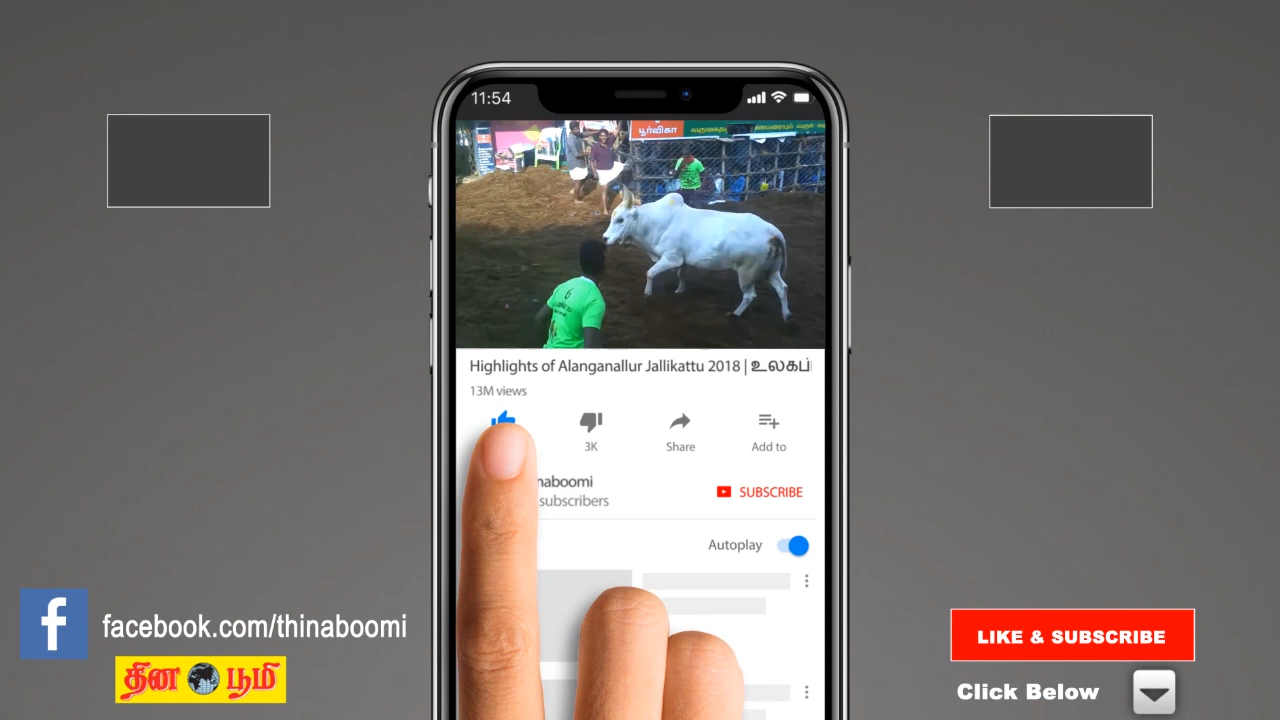 11:54
பூர்விகா
Highlights of Alanganallur Jallikattu 2018 | உலகப்
13M views
3K
Share
Add to
naboomi
subscribers
SUBSCRIBE
Autoplay
facebook.com/thinaboomi
தின பூமி
LIKE & SUBSCRIBE
Click Below